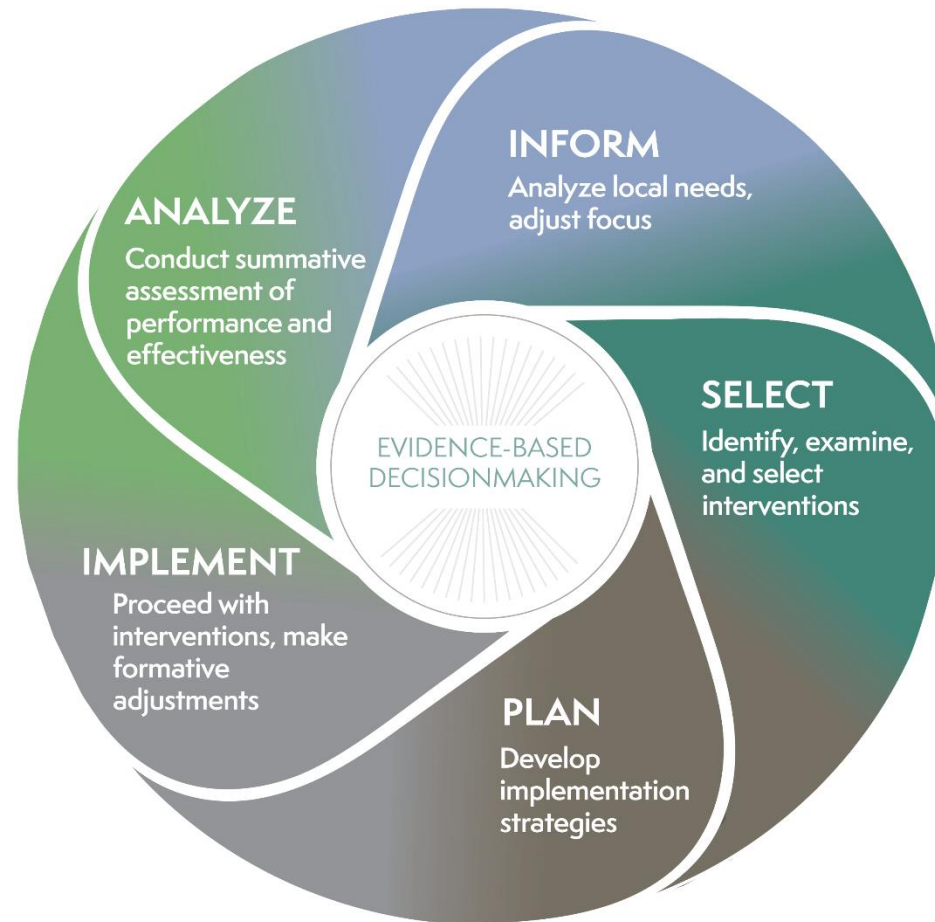 INFORM
Analyze local needs,
adjust focus
SELECT
Identify, examine,
and select
interventions
PLAN
Develop
implementation
strategies
IMPLEMENT
Proceed with
interventions, make
formative
adjustments
ANALYZE
Conduct summative
assessment of
performance and
effectiveness
EVIDENCE-BASED
DECISIONMAKING